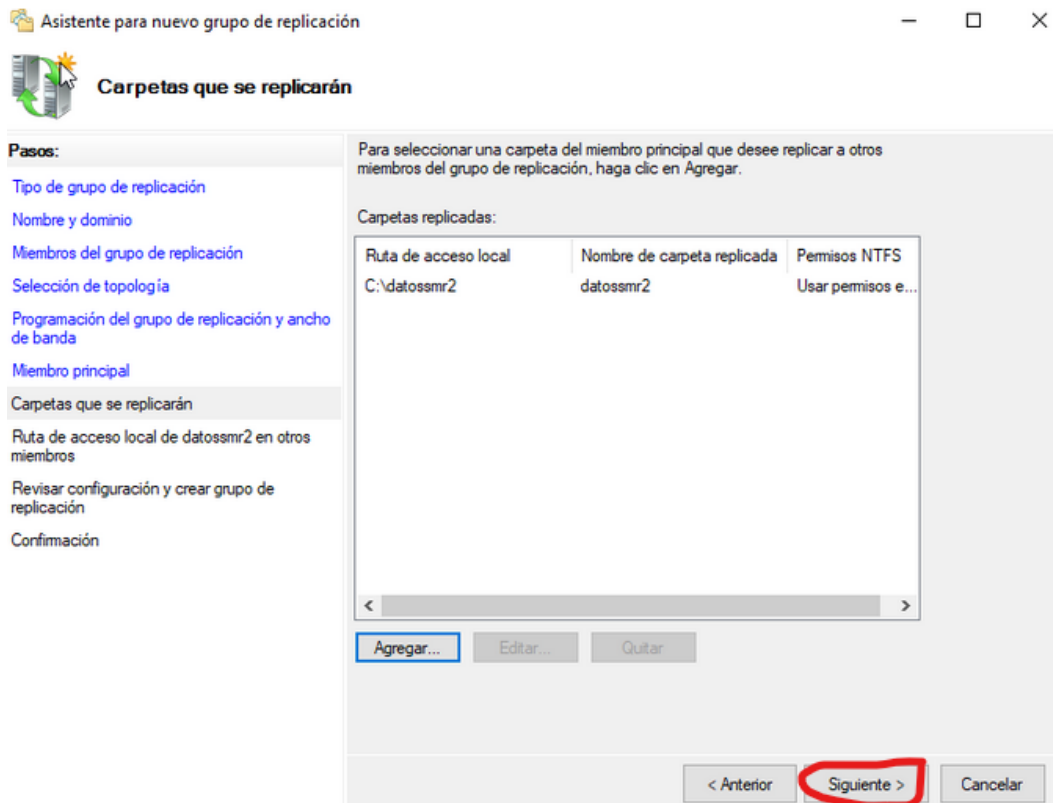 Asistente para nuevo grupo de replicación
Carpetas que se replicarán
Pasos:
Tipo de grupo de replicación
Nombre y dominio
Miembros del grupo de replicación
Selección de topología
Programación del grupo de replicación y ancho
de banda
Miembro principal
Carpetas que se replicarán
Ruta de acceso local de datossmr2 en otros
miembros
Revisar configuración y crear grupo de
replicación
Confirmación
Para seleccionar una carpeta del miembro principal que desee replicar a otros
miembros del grupo de replicación, haga clic en Agregar.
Carpetas replicadas:
Ruta de acceso local Nombre de carpeta replicada Permisos NTFS
C:\datossmr2 datossmr2 Usar permisos e...
Agregar... Editar... Quitar
< Anterior Siguiente > Cancelar